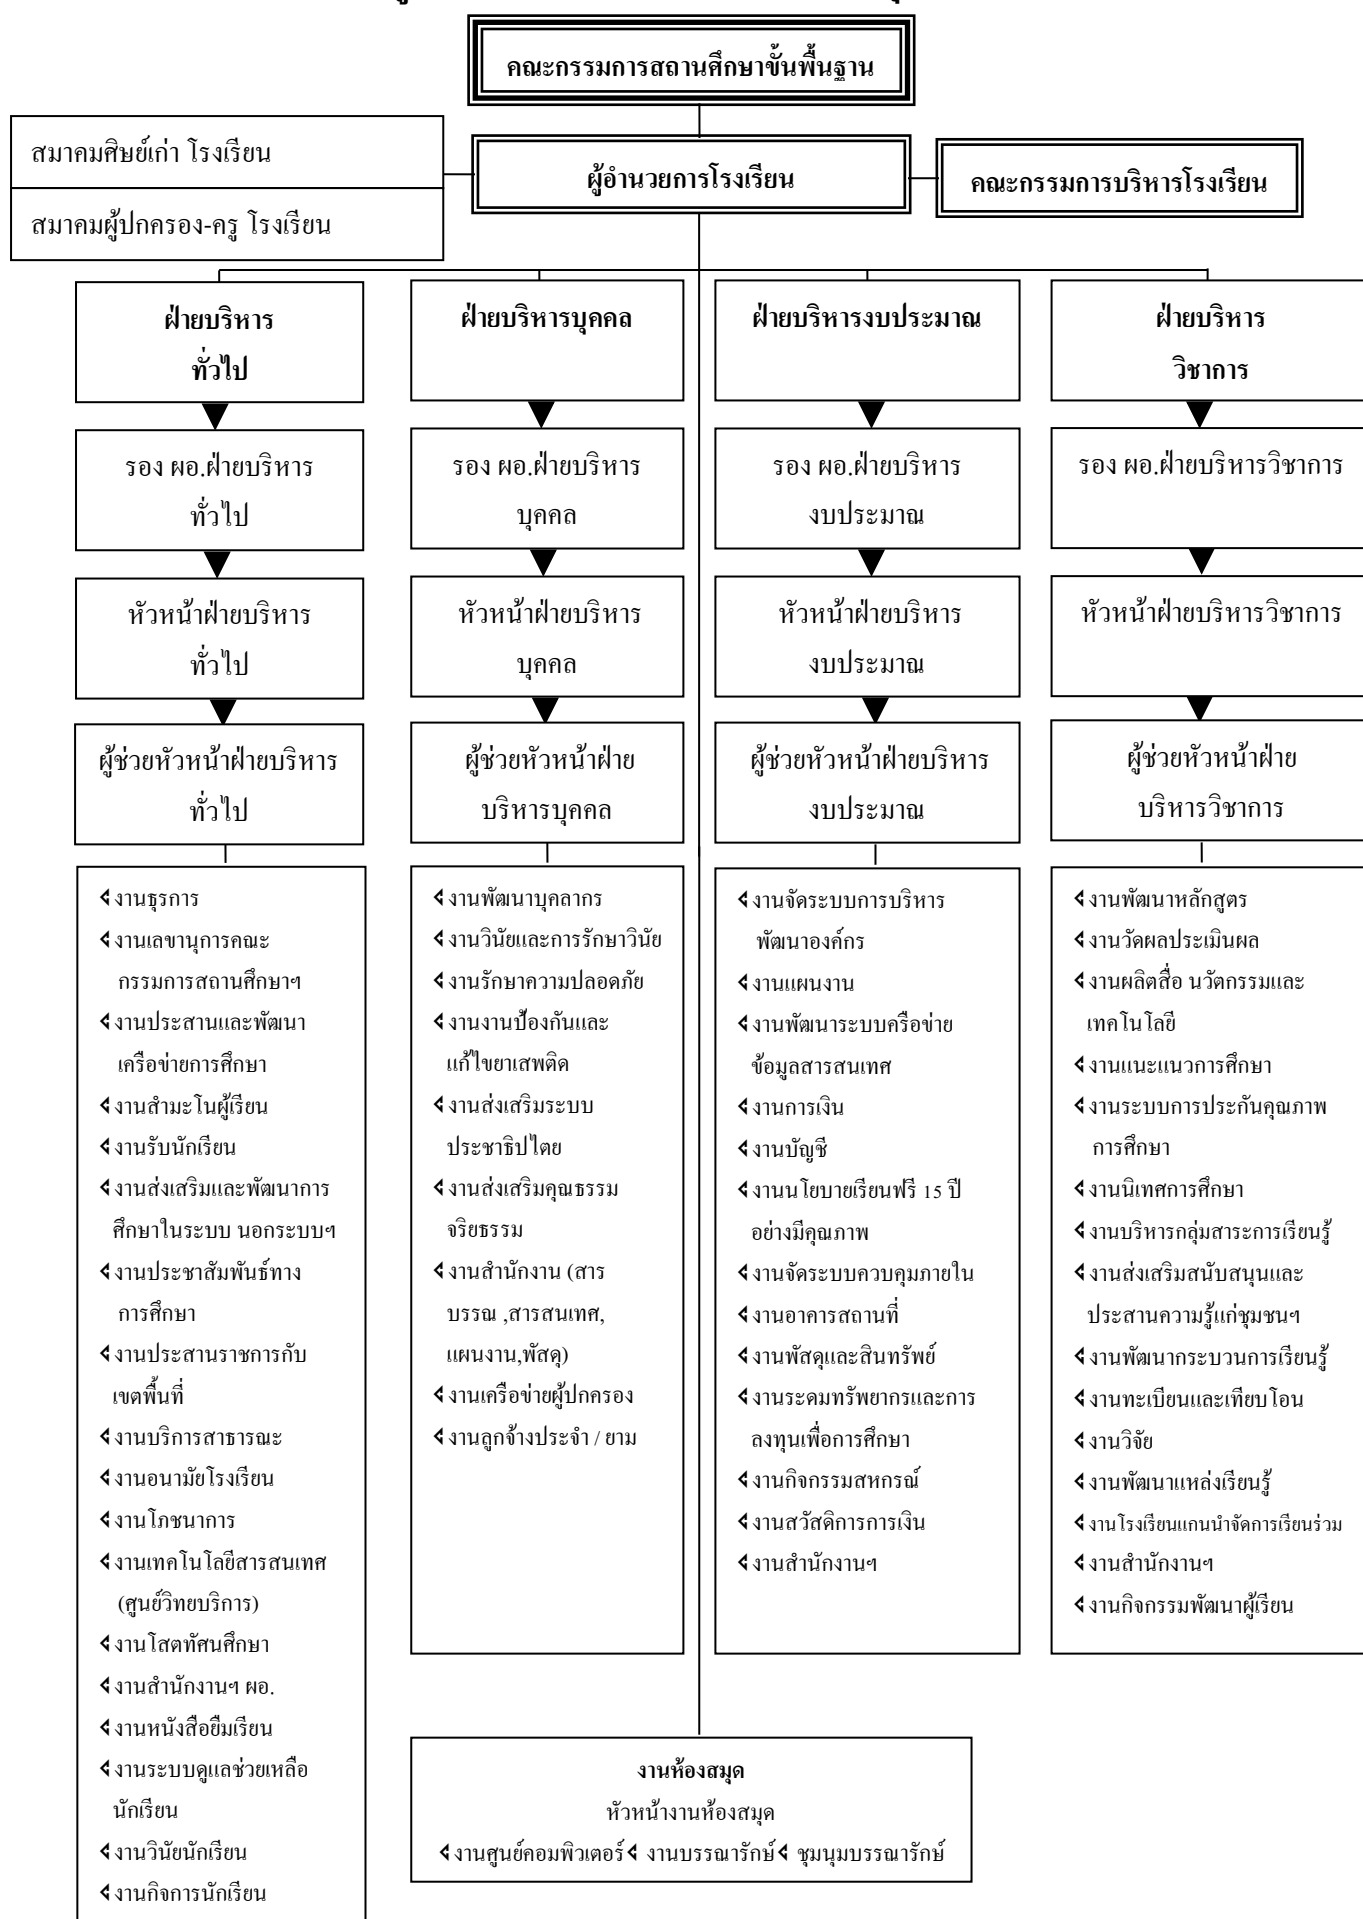 คณะกรรมการสถานศึกษาขั้นพื้นฐาน
สมาคมศิษย์เก่า โรงเรียน
สมาคมผู้ปกครอง-ครู โรงเรียน
ผู้อำนวยการโรงเรียน
คณะกรรมการบริหารโรงเรียน
ฝ่ายบริหาร
ทั่วไป
รอง ผอ.ฝ่ายบริหาร
ทั่วไป
หัวหน้าฝ่ายบริหาร
ทั่วไป
ผู้ช่วยหัวหน้าฝ่ายบริหาร
ทั่วไป
งานธุรการ
งานเลขานุการคณะ
กรรมการสถานศึกษาฯ
งานประสานและพัฒนา
เครือข่ายการศึกษา
งานสำมะโนผู้เรียน
งานรับนักเรียน
งานส่งเสริมและพัฒนาการ
ศึกษาในระบบ นอกระบบฯ
งานประชาสัมพันธ์ทาง
การศึกษา
งานประสานราชการกับ
เขตพื้นที่
งานบริการสาธารณะ
งานอนามัยโรงเรียน
งานโภชนาการ
งานเทคโนโลยีสารสนเทศ
(ศูนย์วิทยบริการ)
งานโสตทัศนศึกษา
งานสำนักงานฯ ผอ.
งานหนังสือยืมเรียน
งานระบบดูแลช่วยเหลือ
นักเรียน
งานวินัยนักเรียน
งานกิจการนักเรียน
ฝ่ายบริหารบุคคล
รอง ผอ.ฝ่ายบริหาร
บุคคล
หัวหน้าฝ่ายบริหาร
บุคคล
ผู้ช่วยหัวหน้าฝ่าย
บริหารบุคคล
งานพัฒนาบุคลากร
งานวินัยและการรักษาวินัย
งานรักษาความปลอดภัย
งานงานป้องกันและ
แก้ไขยาเสพติด
งานส่งเสริมระบบ
ประชาธิปไตย
งานส่งเสริมคุณธรรม
จริยธรรม
งานสำนักงาน (สาร
บรรณ ,สารสนเทศ,
แผนงาน,พัสดุ)
งานเครือข่ายผู้ปกครอง
งานลูกจ้างประจำ / ยาม
ฝ่ายบริหารงบประมาณ
รอง ผอ.ฝ่ายบริหาร
งบประมาณ
หัวหน้าฝ่ายบริหาร
งบประมาณ
ผู้ช่วยหัวหน้าฝ่ายบริหาร
งบประมาณ
งานจัดระบบการบริหาร
พัฒนาองค์กร
งานแผนงาน
งานพัฒนาระบบครือข่าย
ข้อมูลสารสนเทศ
งานการเงิน
งานบัญชี
งานนโยบายเรียนฟรี 15 ปี
อย่างมีคุณภาพ
งานจัดระบบควบคุมภายใน
งานอาคารสถานที่
งานพัสดุและสินทรัพย์
งานระดมทรัพยากรและการ
ลงทุนเพื่อการศึกษา
งานกิจกรรมสหกรณ์
งานสวัสดิการการเงิน
งานสำนักงานฯ
ฝ่ายบริหาร
วิชาการ
รอง ผอ.ฝ่ายบริหารวิชาการ
หัวหน้าฝ่ายบริหารวิชาการ
ผู้ช่วยหัวหน้าฝ่าย
บริหารวิชาการ
งานพัฒนาหลักสูตร
งานวัดผลประเมินผล
งานผลิตสื่อ นวัตกรรมและ
เทคโนโลยี
งานแนะแนวการศึกษา
งานระบบการประกันคุณภาพ
การศึกษา
งานนิเทศการศึกษา
งานบริหารกลุ่มสาระการเรียนรู้
งานส่งเสริมสนับสนุนและ
ประสานความรู้แก่ชุมชนฯ
งานพัฒนากระบวนการเรียนรู้
งานทะเบียนและเทียบโอน
งานวิจัย
งานพัฒนาแหล่งเรียนรู้
งานโรงเรียนแกนนำจัดการเรียนร่วม
งานสำนักงานฯ
งานกิจกรรมพัฒนาผู้เรียน
งานห้องสมุด
หัวหน้างานห้องสมุด
งานศูนย์คอมพิวเตอร์ งานบรรณารักษ์ ชุมนุมบรรณารักษ์